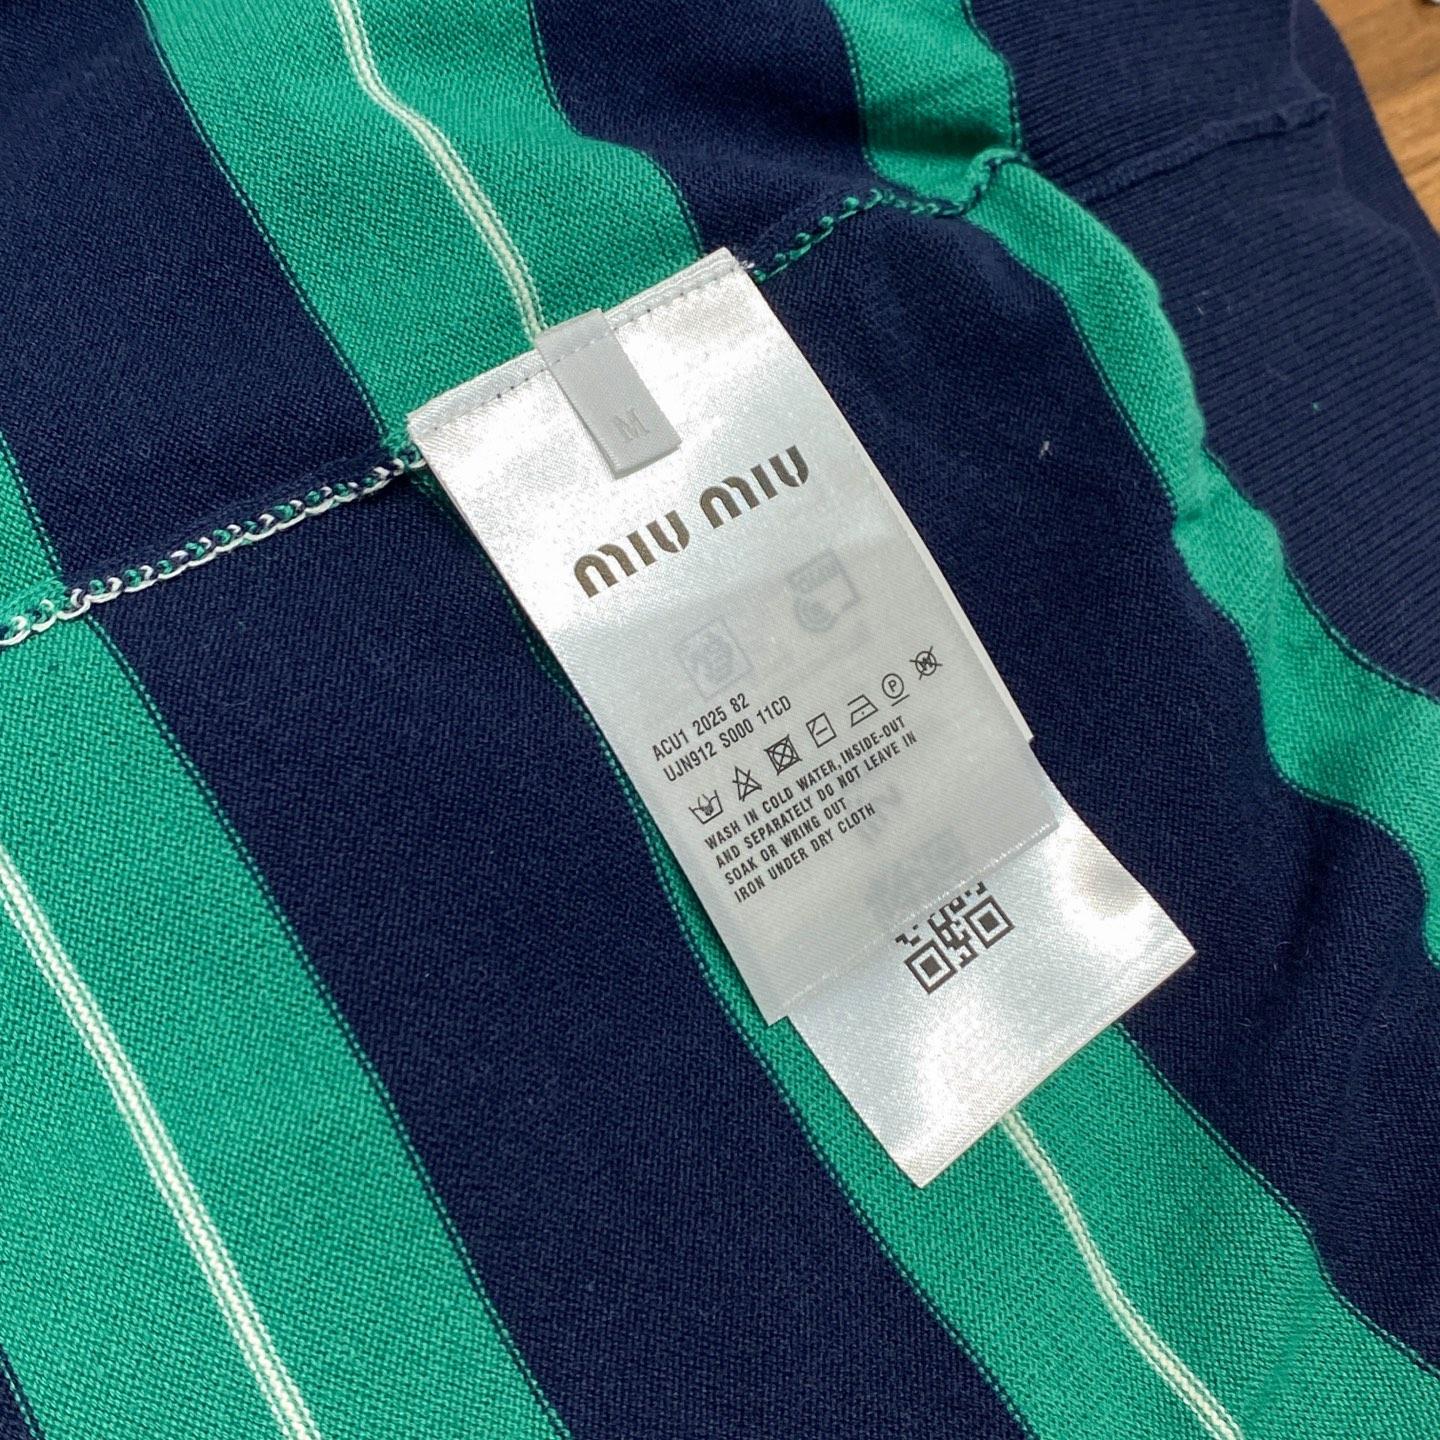 M
MIU MIU
ACU1 2025 82
UJN912 S000 11CD
P
W
WASH IN COLD WATER, INSIDE-OUT
AND SEPARATELY DO NOT LEAVE IN
SOAK OR WRING OUT
IRON UNDER DRY CLOTH